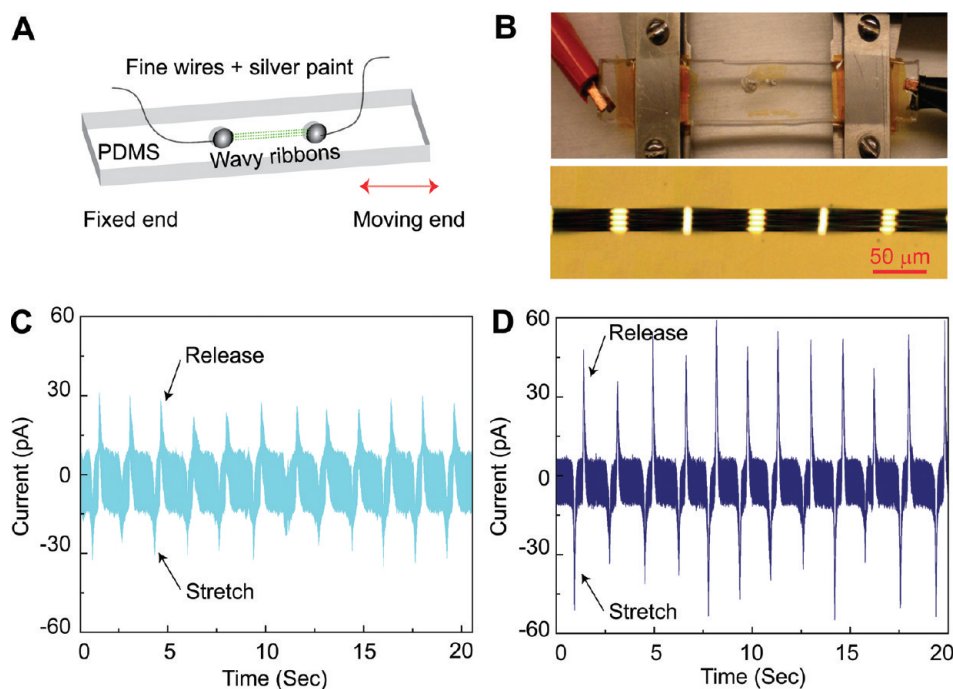 A
Fine wires + silver paint
PDMS
Wavy ribbons
Fixed end
Moving end
B
50 μm
C
60
30
0
-30
-60
Current (pA)
Release
Stretch
0
5
10
15
20
Time (Sec)
D
60
30
0
-30
-60
Current (pA)
Release
Stretch
0
5
10
15
20
Time (Sec)